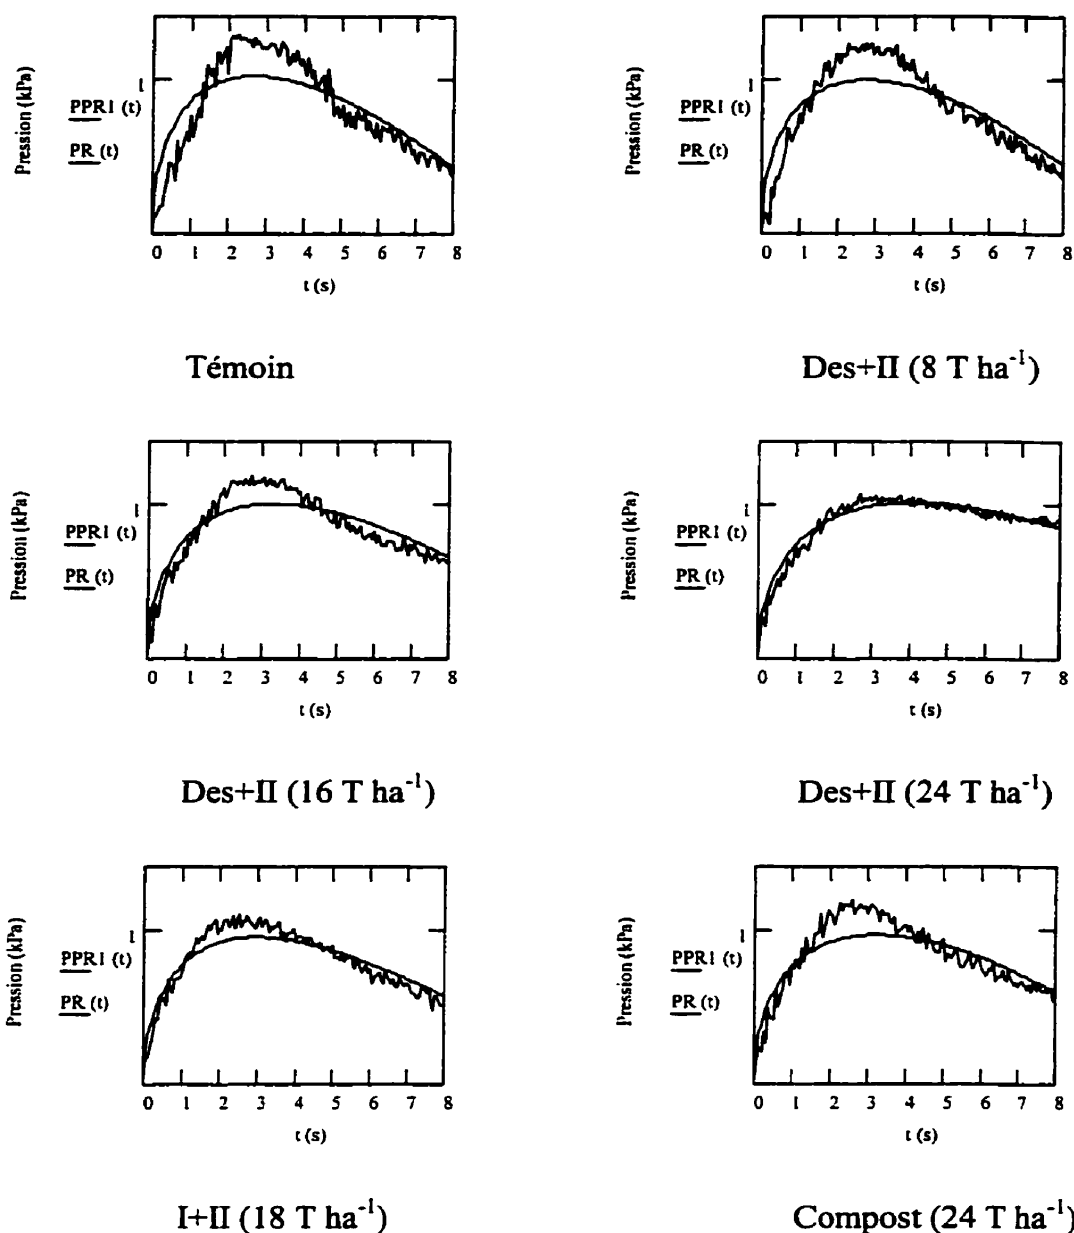 Pression (kPa)
1
PPR1 (t)
PR (t)
0 1 2 3 4 5 6 7 8
t (s)
Témoin
Pression (kPa)
1
PPR1 (t)
PR (t)
0 1 2 3 4 5 6 7 8
t (s)
Des+II (8 T ha⁻¹)
Pression (kPa)
1
PPR1 (t)
PR (t)
0 1 2 3 4 5 6 7 8
t (s)
Des+II (16 T ha⁻¹)
Pression (kPa)
1
PPR1 (t)
PR (t)
0 1 2 3 4 5 6 7 8
t (s)
Des+II (24 T ha⁻¹)
Pression (kPa)
1
PPR1 (t)
PR (t)
0 1 2 3 4 5 6 7 8
t (s)
I+II (18 T ha⁻¹)
Pression (kPa)
1
PPR1 (t)
PR (t)
0 1 2 3 4 5 6 7 8
t (s)
Compost (24 T ha⁻¹)